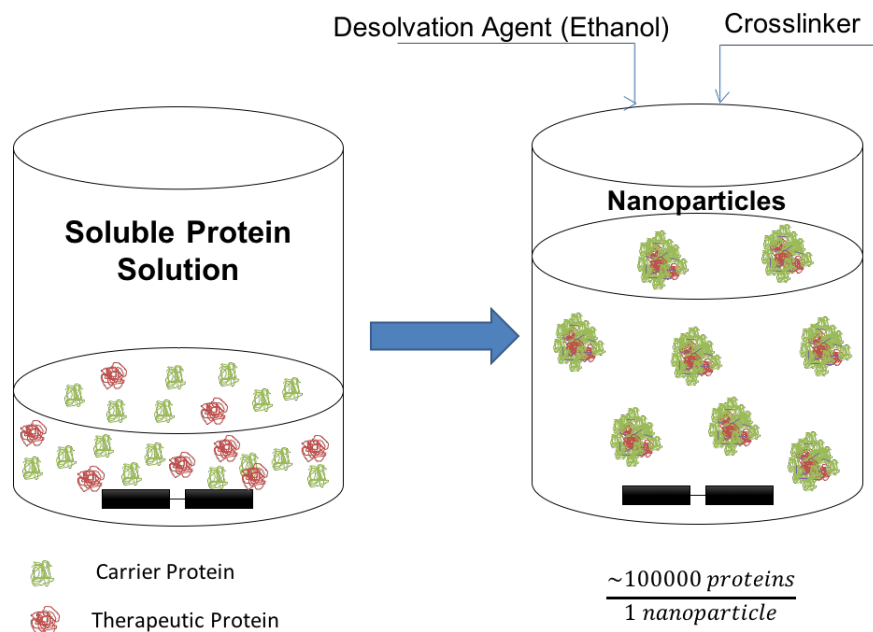 Desolvation Agent (Ethanol)
Crosslinker
Soluble Protein
Solution
Nanoparticles
Carrier Protein
Therapeutic Protein
~100000 proteins
1 nanoparticle